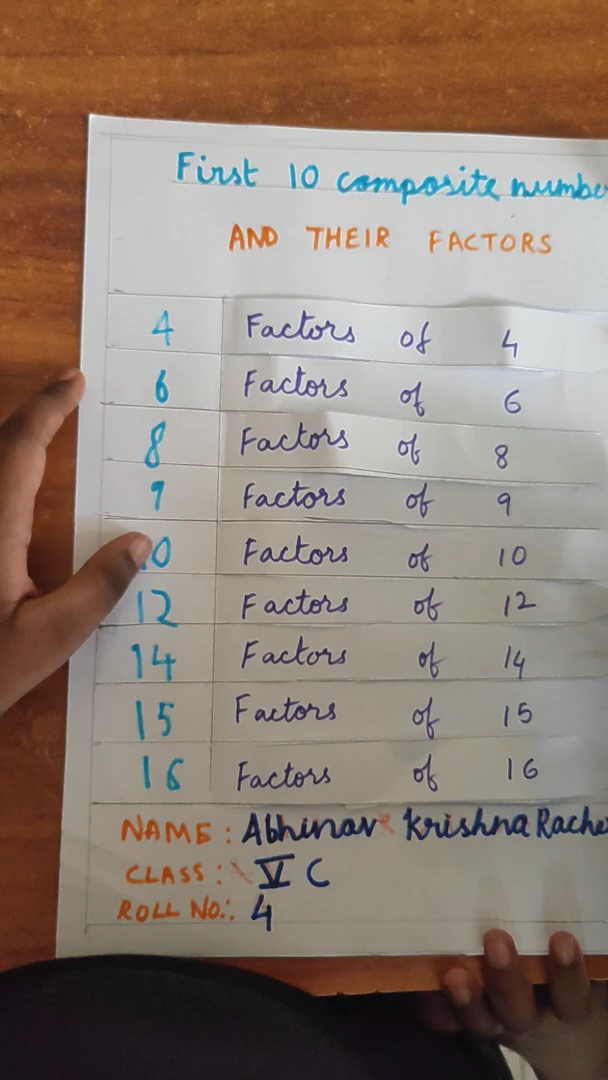 First 10 composite numbe
AND THEIR FACTORS
4 Factors of 4
6 Factors of 6
8 Factors of 8
9 Factors of 9
10 Factors of 10
12 Factors of 12
14 Factors of 14
15 Factors of 15
16 Factors of 16
NAME : Abhinav Krishna Rache
CLASS : V C
ROLL NO.: 4